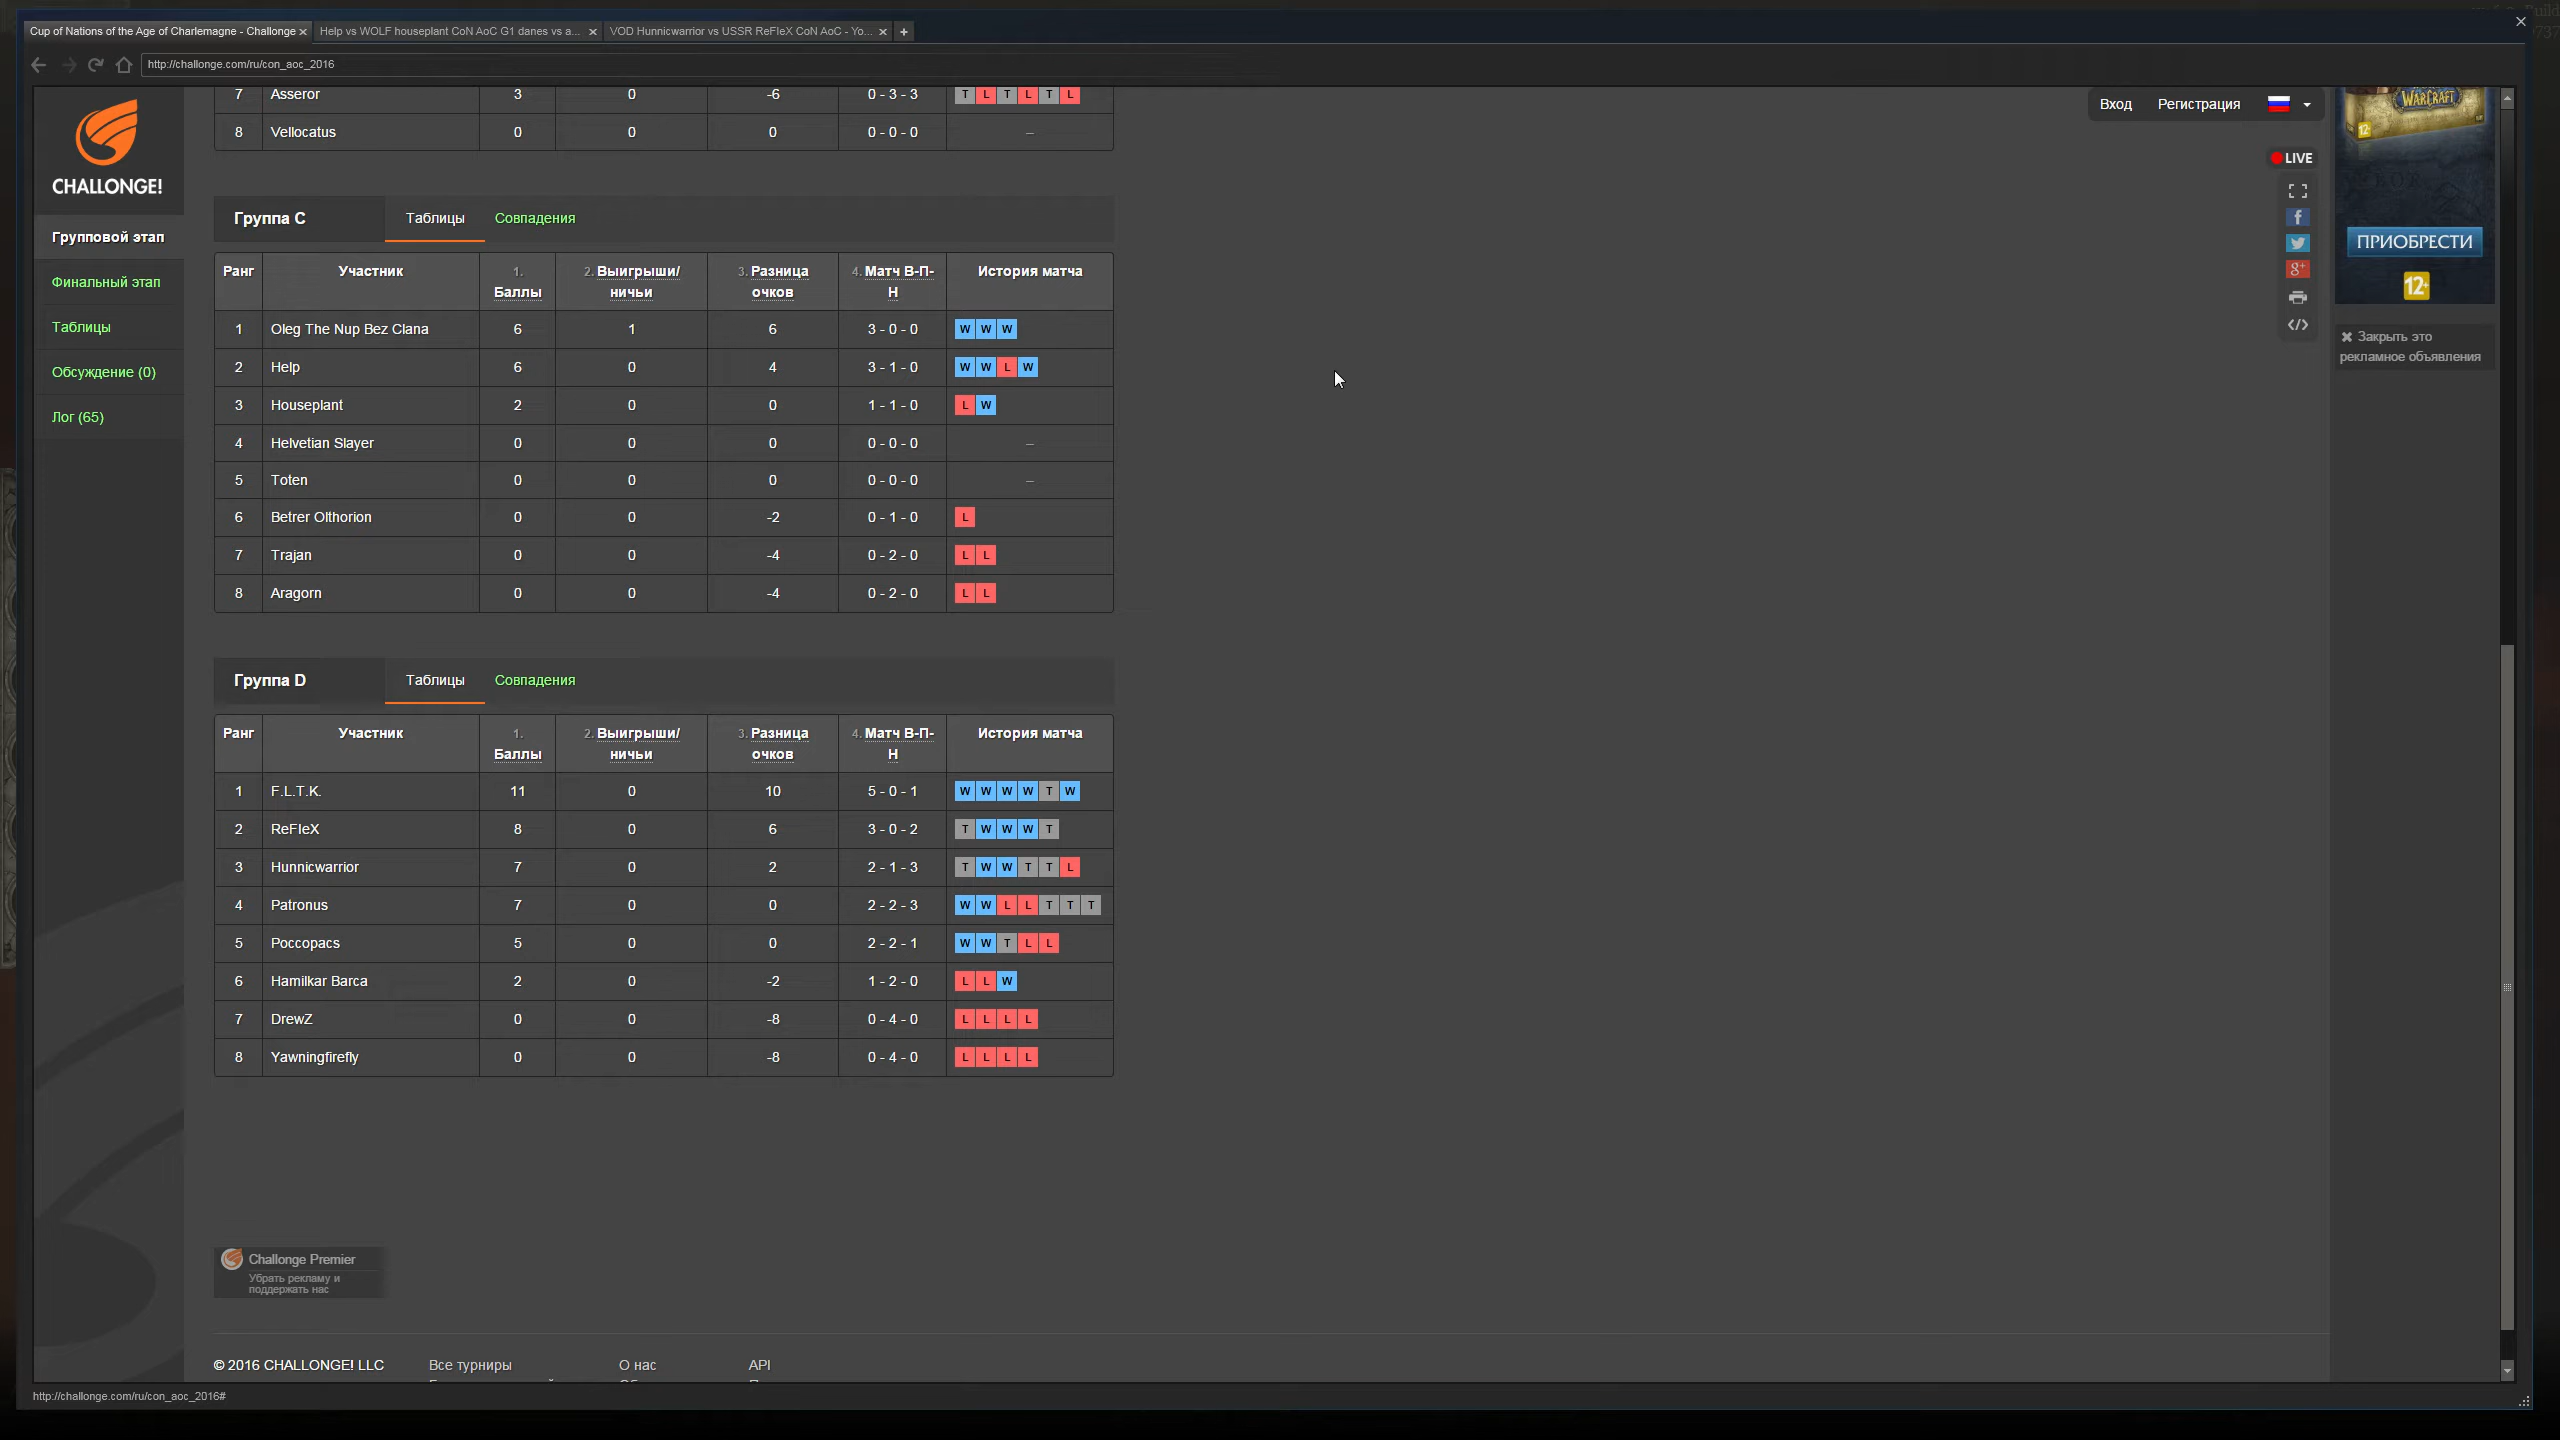 Cup of Nations of the Age of Charlemagne - Challonge
Help vs WOLF houseplant CoN AoC G1 danes vs a...
VOD Hunnicwarrior vs USSR ReFleX CoN AoC - Yo...
http://challonge.com/ru/con_aoc_2016
CHALLONGE!
Групповой этап
Финальный этап
Таблицы
Обсуждение (0)
Лог (65)
Вход Регистрация
LIVE
WARCRAFT
12+
ПРИОБРЕСТИ
12+
Закрыть это
рекламное объявления
7 Asseror 3 0 -6 0 - 3 - 3 T L T L T L
8 Vellocatus 0 0 0 0 - 0 - 0 –
Группа C Таблицы Совпадения
Ранг Участник 1. Баллы 2. Выигрыши/ничьи 3. Разница очков 4. Матч В-П-Н История матча
1 Oleg The Nup Bez Clana 6 1 6 3 - 0 - 0 W W W
2 Help 6 0 4 3 - 1 - 0 W W L W
3 Houseplant 2 0 0 1 - 1 - 0 L W
4 Helvetian Slayer 0 0 0 0 - 0 - 0 –
5 Toten 0 0 0 0 - 0 - 0 –
6 Betrer Olthorion 0 0 -2 0 - 1 - 0 L
7 Trajan 0 0 -4 0 - 2 - 0 L L
8 Aragorn 0 0 -4 0 - 2 - 0 L L
Группа D Таблицы Совпадения
Ранг Участник 1. Баллы 2. Выигрыши/ничьи 3. Разница очков 4. Матч В-П-Н История матча
1 F.L.T.K. 11 0 10 5 - 0 - 1 W W W W T W
2 ReFleX 8 0 6 3 - 0 - 2 T W W W T
3 Hunnicwarrior 7 0 2 2 - 1 - 3 T W W T T L
4 Patronus 7 0 0 2 - 2 - 3 W W L L T T T
5 Poccopacs 5 0 0 2 - 2 - 1 W W T L L
6 Hamilkar Barca 2 0 -2 1 - 2 - 0 L L W
7 DrewZ 0 0 -8 0 - 4 - 0 L L L L
8 Yawningfirefly 0 0 -8 0 - 4 - 0 L L L L
Challonge Premier
Убрать рекламу и
поддержать нас
© 2016 CHALLONGE! LLC Все турниры О нас API
http://challonge.com/ru/con_aoc_2016#